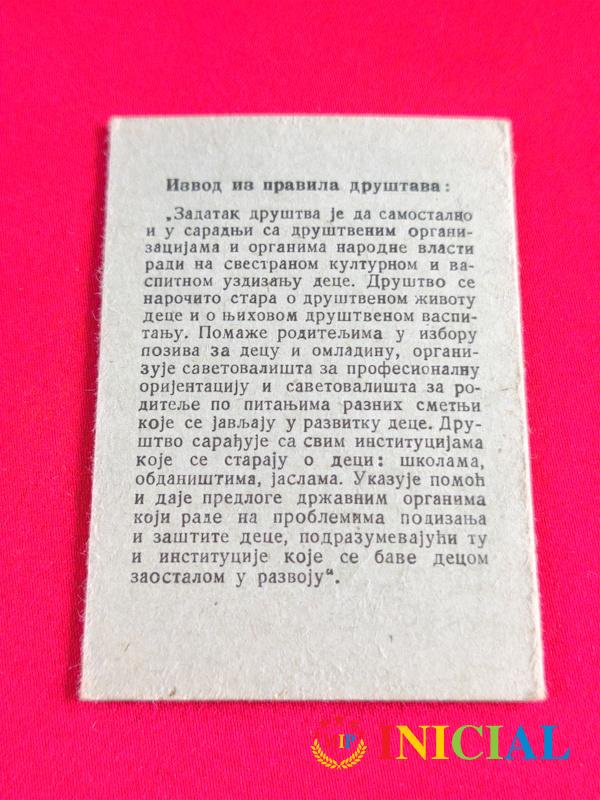 Извод из правила друштава:
„Задатак друштва је да самостално
и у сарадњи са друштвеним органи-
зацијама и органима народне власти
ради на свестраном културном и ва-
спитном уздизању деце. Друштво се
нарочито стара о друштвеном животу
деце и о њиховом друштвеном васпи-
тању. Помаже родитељима у избору
позива за децу и омладину, органи-
зује саветовалишта за професионалну
оријентацију и саветовалишта за ро-
дитеље по питањима разних сметњи
које се јављају у развитку деце. Дру-
штво сарађује са свим институцијама
које се старају о деци: школама,
обдаништима, јаслама. Указује помоћ
и даје предлоге државним органима
који раде на проблемима подизања
и заштите деце, подразумевајући ту
и институције које се баве децом
заосталом у развоју“.
IP INICIAL